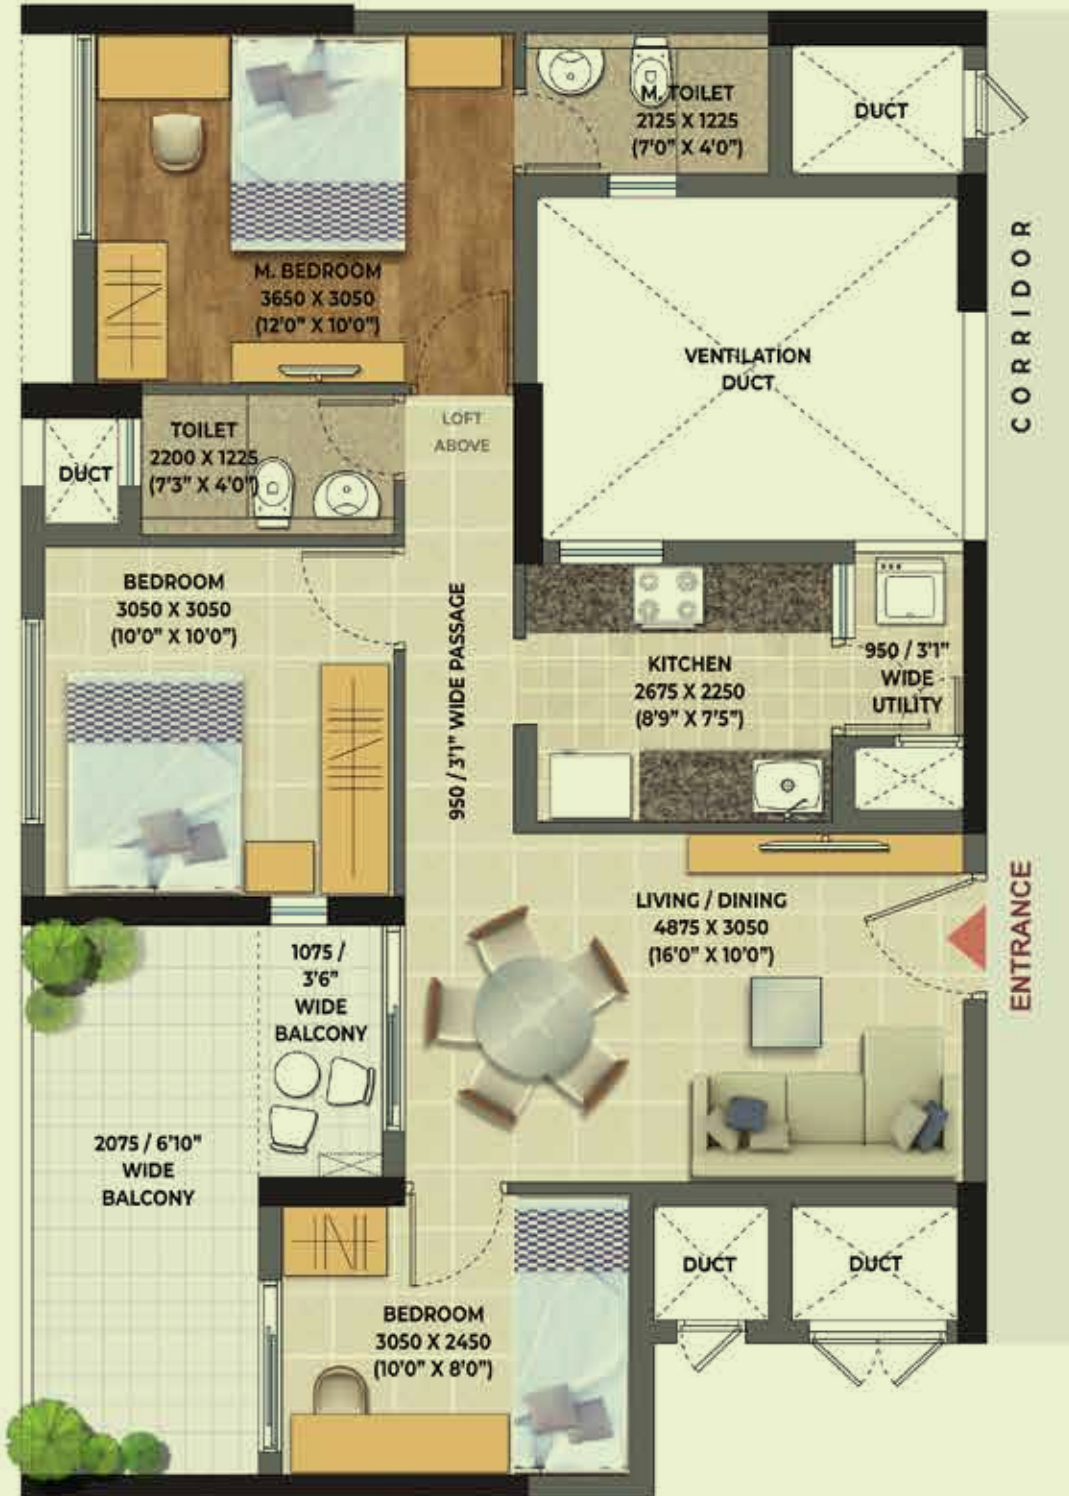 M. TOILET
2125 X 1225
(7'0" X 4'0")
DUCT
M. BEDROOM
3650 X 3050
(12'0" X 10'0")
VENTILATION
DUCT
CORRIDOR
TOILET
2200 X 1225
(7'3" X 4'0")
DUCT
LOFT
ABOVE
BEDROOM
3050 X 3050
(10'0" X 10'0")
950 / 3'1" WIDE PASSAGE
KITCHEN
2675 X 2250
(8'9" X 7'5")
950 / 3'1"
WIDE
UTILITY
LIVING / DINING
4875 X 3050
(16'0" X 10'0")
ENTRANCE
1075 /
3'6"
WIDE
BALCONY
2075 / 6'10"
WIDE
BALCONY
BEDROOM
3050 X 2450
(10'0" X 8'0")
DUCT
DUCT